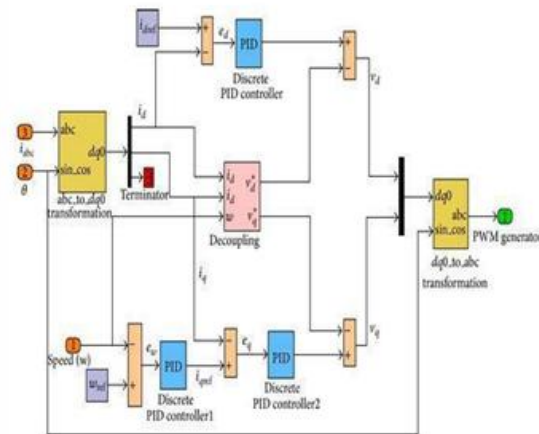 i_dref
+
−
e_d
PID
Discrete
PID controller
+
−
v_d
i_d
3
i_abc
2
θ
abc
dq0
sin_cos
abc_to_dq0
transformation
Terminator
i_d
i_d
w
v_d^*
v_q^*
Decoupling
i_q
dq0
abc
sin_cos
dq0_to_abc
transformation
1
PWM generator
1
Speed (w)
w_ref
−
+
e_w
PID
i_qref
Discrete
PID controller1
−
+
e_q
PID
Discrete
PID controller2
−
+
v_q